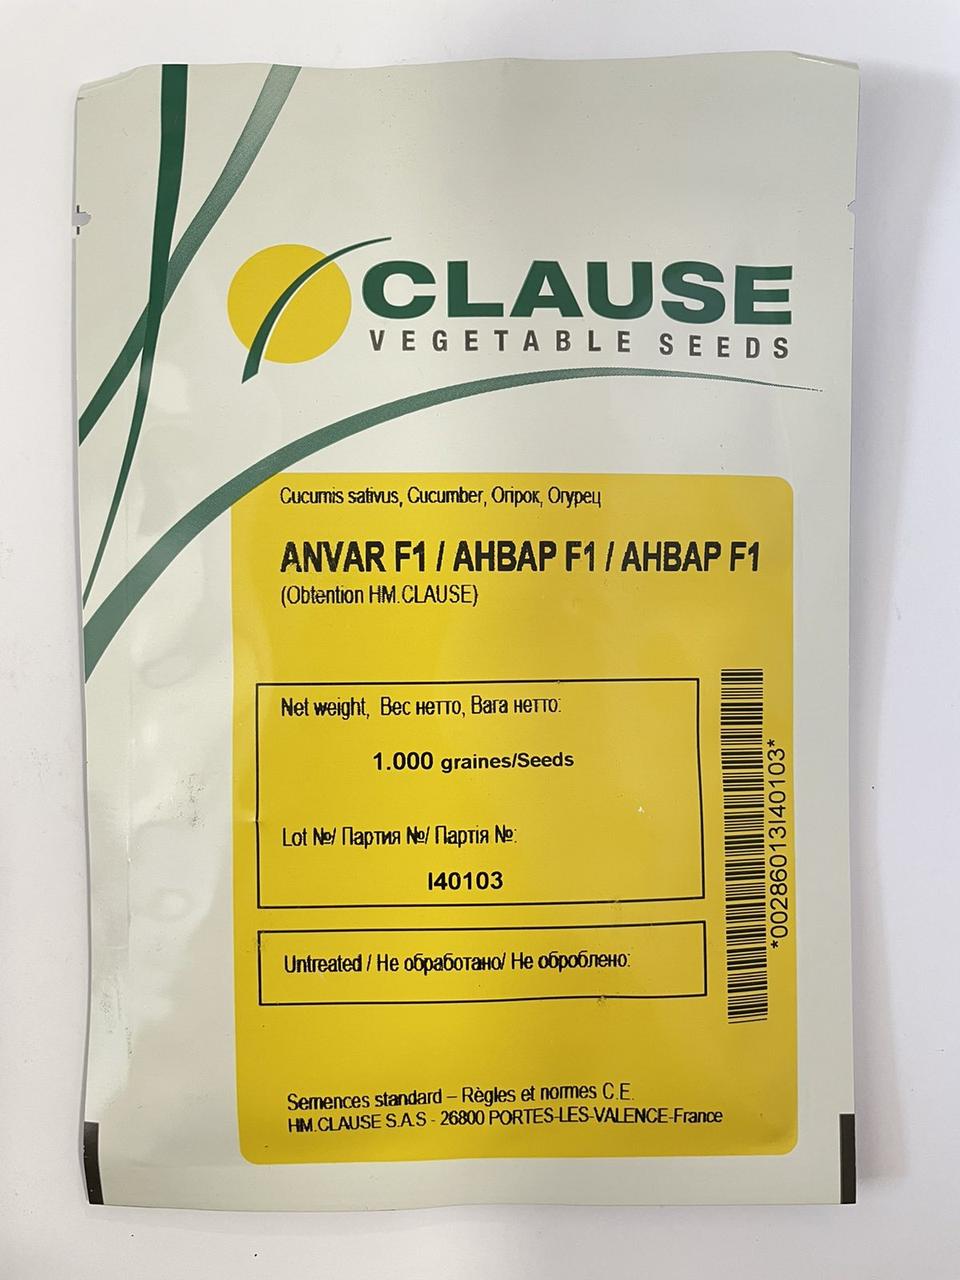 CLAUSE
VEGETABLE SEEDS
Cucumis sativus, Cucumber, Огірок, Огурец
ANVAR F1 / АНВАР F1 / АНВАР F1
(Obtention HM.CLAUSE)
Net weight, Вес нетто, Вага нетто:
1.000 graines/Seeds
Lot №/ Партия №/ Партія №:
I40103
Untreated / Не обработано/ Не оброблено:
*00286013I40103*
Semences standard – Règles et normes C.E.
HM.CLAUSE S.A.S - 26800 PORTES-LES-VALENCE-France